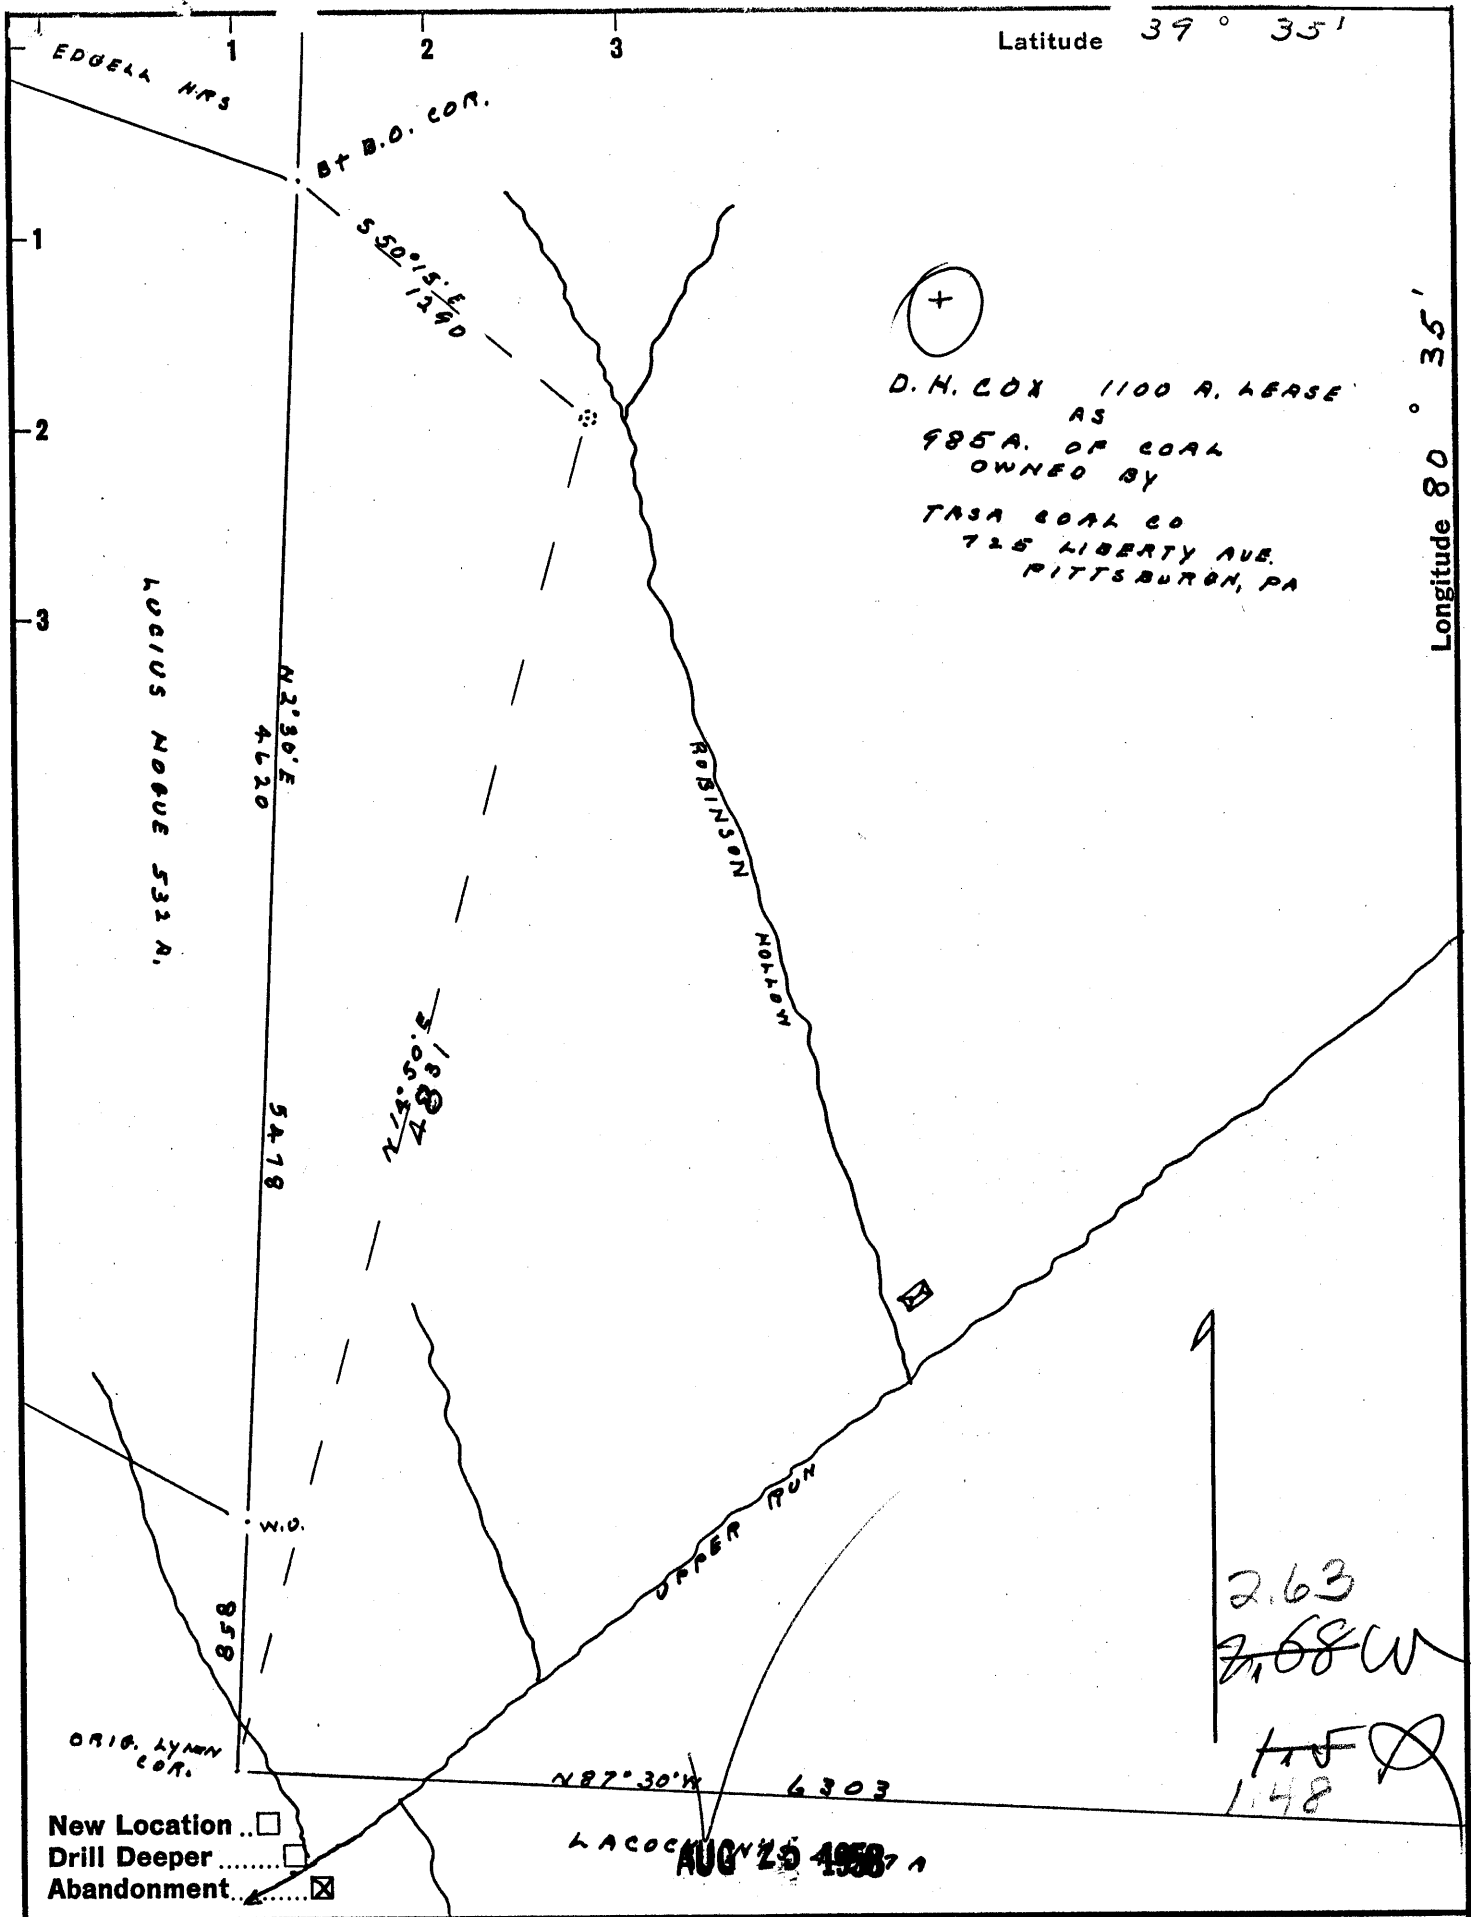 1 2 3
Latitude 39° 35'
EDGELL HRS
B+ B.O. COR.
-1
S 50°15' E
1290
D. H. COX 1100 A. LEASE
AS
985 A. OF COAL
OWNED BY
TASA COAL CO
725 LIBERTY AVE.
PITTSBURGH, PA
Longitude 80° 35'
-2
-3
LUCIUS HOGUE 532 A.
N 2°30' E
4620
5478
N 14°50' E
4831
ROBINSON HOLLOW
W.O.
858
UPPER RUN
2.63
2.68 W
1.5
1.48
ORIG. LYNN
COR.
N 87°30' W 6303
LACOCK
AUG 25 1958
New Location
Drill Deeper
Abandonment